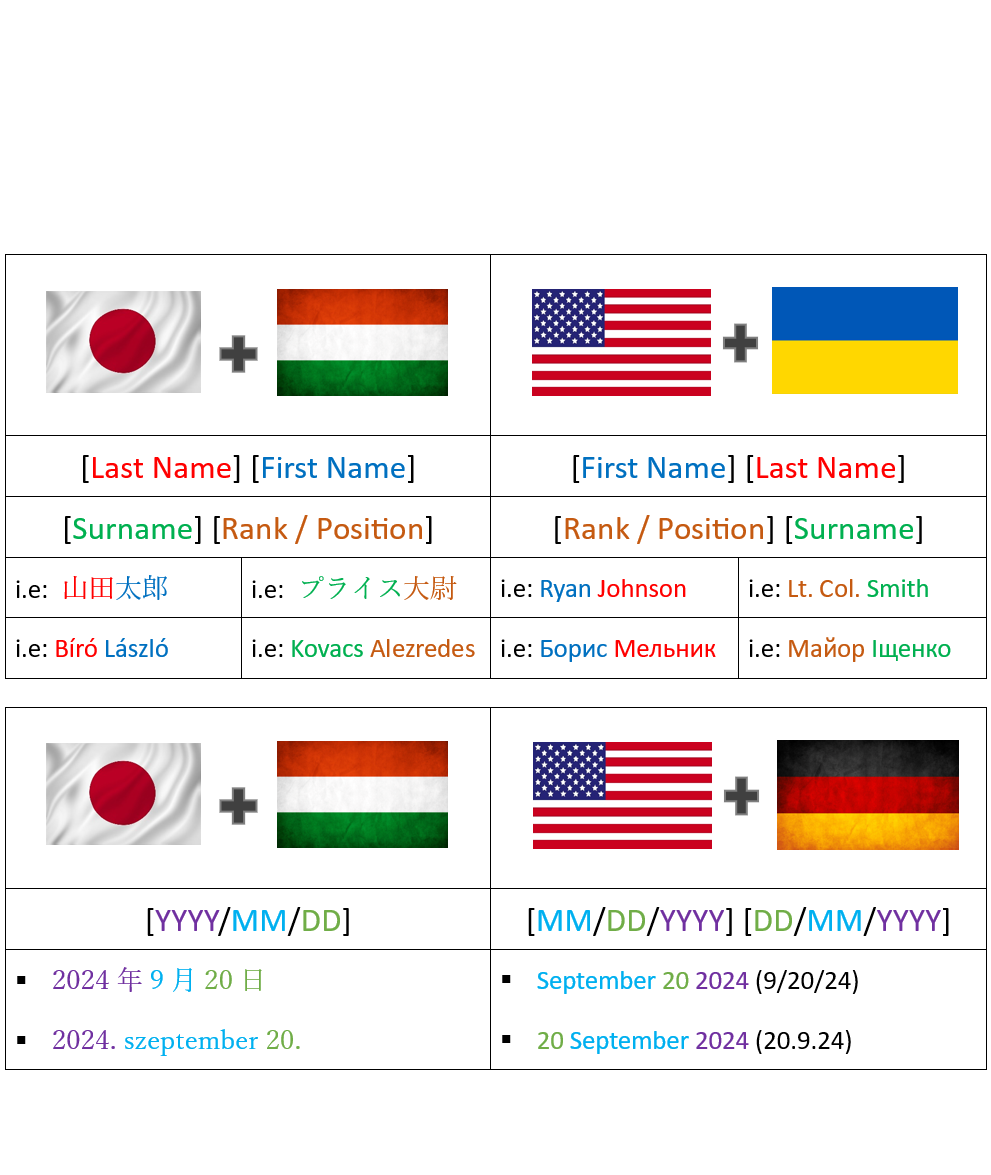 [Last Name] [First Name]
[First Name] [Last Name]
[Surname] [Rank / Position]
[Rank / Position] [Surname]
i.e: 山田太郎
i.e: プライス大尉
i.e: Ryan Johnson
i.e: Lt. Col. Smith
i.e: Bíró László
i.e: Kovacs Alezredes
i.e: Борис Мельник
i.e: Майор Іщенко
[YYYY/MM/DD]
[MM/DD/YYYY] [DD/MM/YYYY]
▪ 2024 年 9 月 20 日
▪ 2024. szeptember 20.
▪ September 20 2024 (9/20/24)
▪ 20 September 2024 (20.9.24)